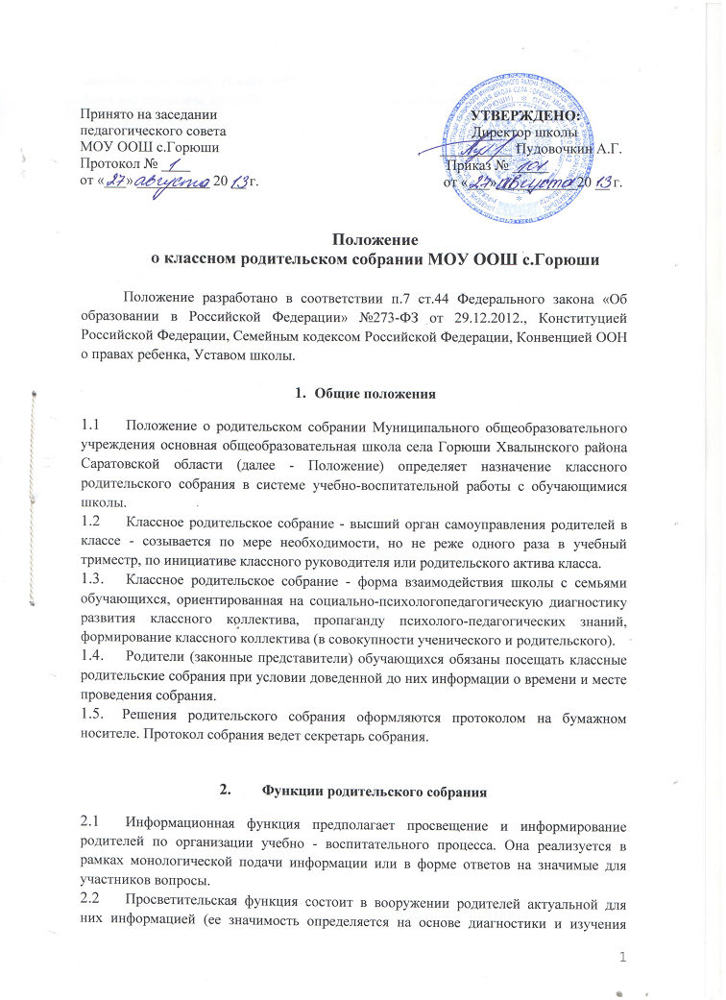 Принято на заседании
педагогического совета
МОУ ООШ с.Горюши
Протокол № 1
от «27» августа 2013г.
УТВЕРЖДЕНО:
Директор школы
Пудовочкин А.Г.
Приказ № 101
от «27» августа 2013г.
Положение
о классном родительском собрании МОУ ООШ с.Горюши
Положение разработано в соответствии п.7 ст.44 Федерального закона «Об
образовании в Российской Федерации» №273-ФЗ от 29.12.2012., Конституцией
Российской Федерации, Семейным кодексом Российской Федерации, Конвенцией ООН
о правах ребенка, Уставом школы.
1. Общие положения
1.1 Положение о родительском собрании Муниципального общеобразовательного
учреждения основная общеобразовательная школа села Горюши Хвалынского района
Саратовской области (далее - Положение) определяет назначение классного
родительского собрания в системе учебно-воспитательной работы с обучающимися
школы.
1.2 Классное родительское собрание - высший орган самоуправления родителей в
классе - созывается по мере необходимости, но не реже одного раза в учебный
триместр, по инициативе классного руководителя или родительского актива класса.
1.3. Классное родительское собрание - форма взаимодействия школы с семьями
обучающихся, ориентированная на социально-психологопедагогическую диагностику
развития классного коллектива, пропаганду психолого-педагогических знаний,
формирование классного коллектива (в совокупности ученического и родительского).
1.4. Родители (законные представители) обучающихся обязаны посещать классные
родительские собрания при условии доведенной до них информации о времени и месте
проведения собрания.
1.5. Решения родительского собрания оформляются протоколом на бумажном
носителе. Протокол собрания ведет секретарь собрания.
2. Функции родительского собрания
2.1 Информационная функция предполагает просвещение и информирование
родителей по организации учебно - воспитательного процесса. Она реализуется в
рамках монологической подачи информации или в форме ответов на значимые для
участников вопросы.
2.2 Просветительская функция состоит в вооружении родителей актуальной для
них информацией (ее значимость определяется на основе диагностики и изучения
1